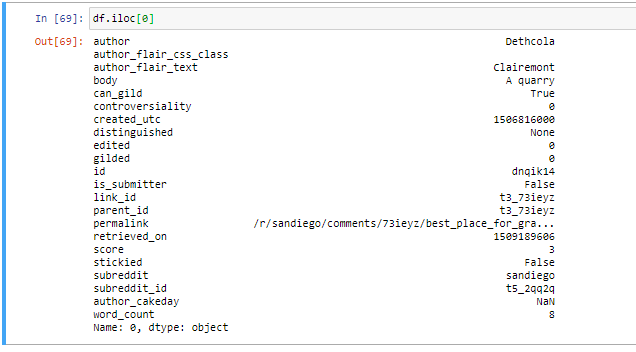 In [69]: df.iloc[0]
Out[69]: author Dethcola
author_flair_css_class
author_flair_text Clairemont
body A quarry
can_gild True
controversiality 0
created_utc 1506816000
distinguished None
edited 0
gilded 0
id dnqik14
is_submitter False
link_id t3_73ieyz
parent_id t3_73ieyz
permalink /r/sandiego/comments/73ieyz/best_place_for_gra...
retrieved_on 1509189606
score 3
stickied False
subreddit sandiego
subreddit_id t5_2qq2q
author_cakeday NaN
word_count 8
Name: 0, dtype: object